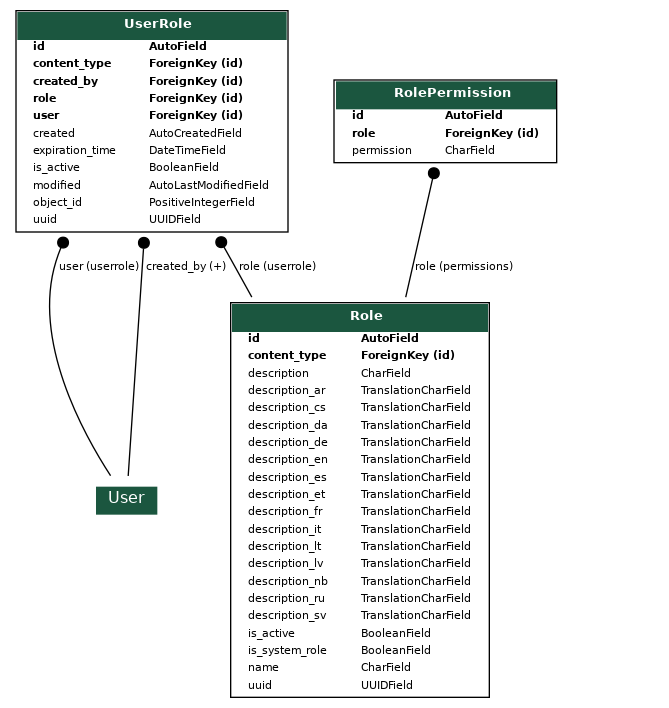 UserRole
id AutoField
content_type ForeignKey (id)
created_by ForeignKey (id)
role ForeignKey (id)
user ForeignKey (id)
created AutoCreatedField
expiration_time DateTimeField
is_active BooleanField
modified AutoLastModifiedField
object_id PositiveIntegerField
uuid UUIDField
RolePermission
id AutoField
role ForeignKey (id)
permission CharField
user (userrole)
created_by (+)
role (userrole)
role (permissions)
Role
id AutoField
content_type ForeignKey (id)
description CharField
description_ar TranslationCharField
description_cs TranslationCharField
description_da TranslationCharField
description_de TranslationCharField
description_en TranslationCharField
description_es TranslationCharField
description_et TranslationCharField
description_fr TranslationCharField
description_it TranslationCharField
description_lt TranslationCharField
description_lv TranslationCharField
description_nb TranslationCharField
description_ru TranslationCharField
description_sv TranslationCharField
is_active BooleanField
is_system_role BooleanField
name CharField
uuid UUIDField
User